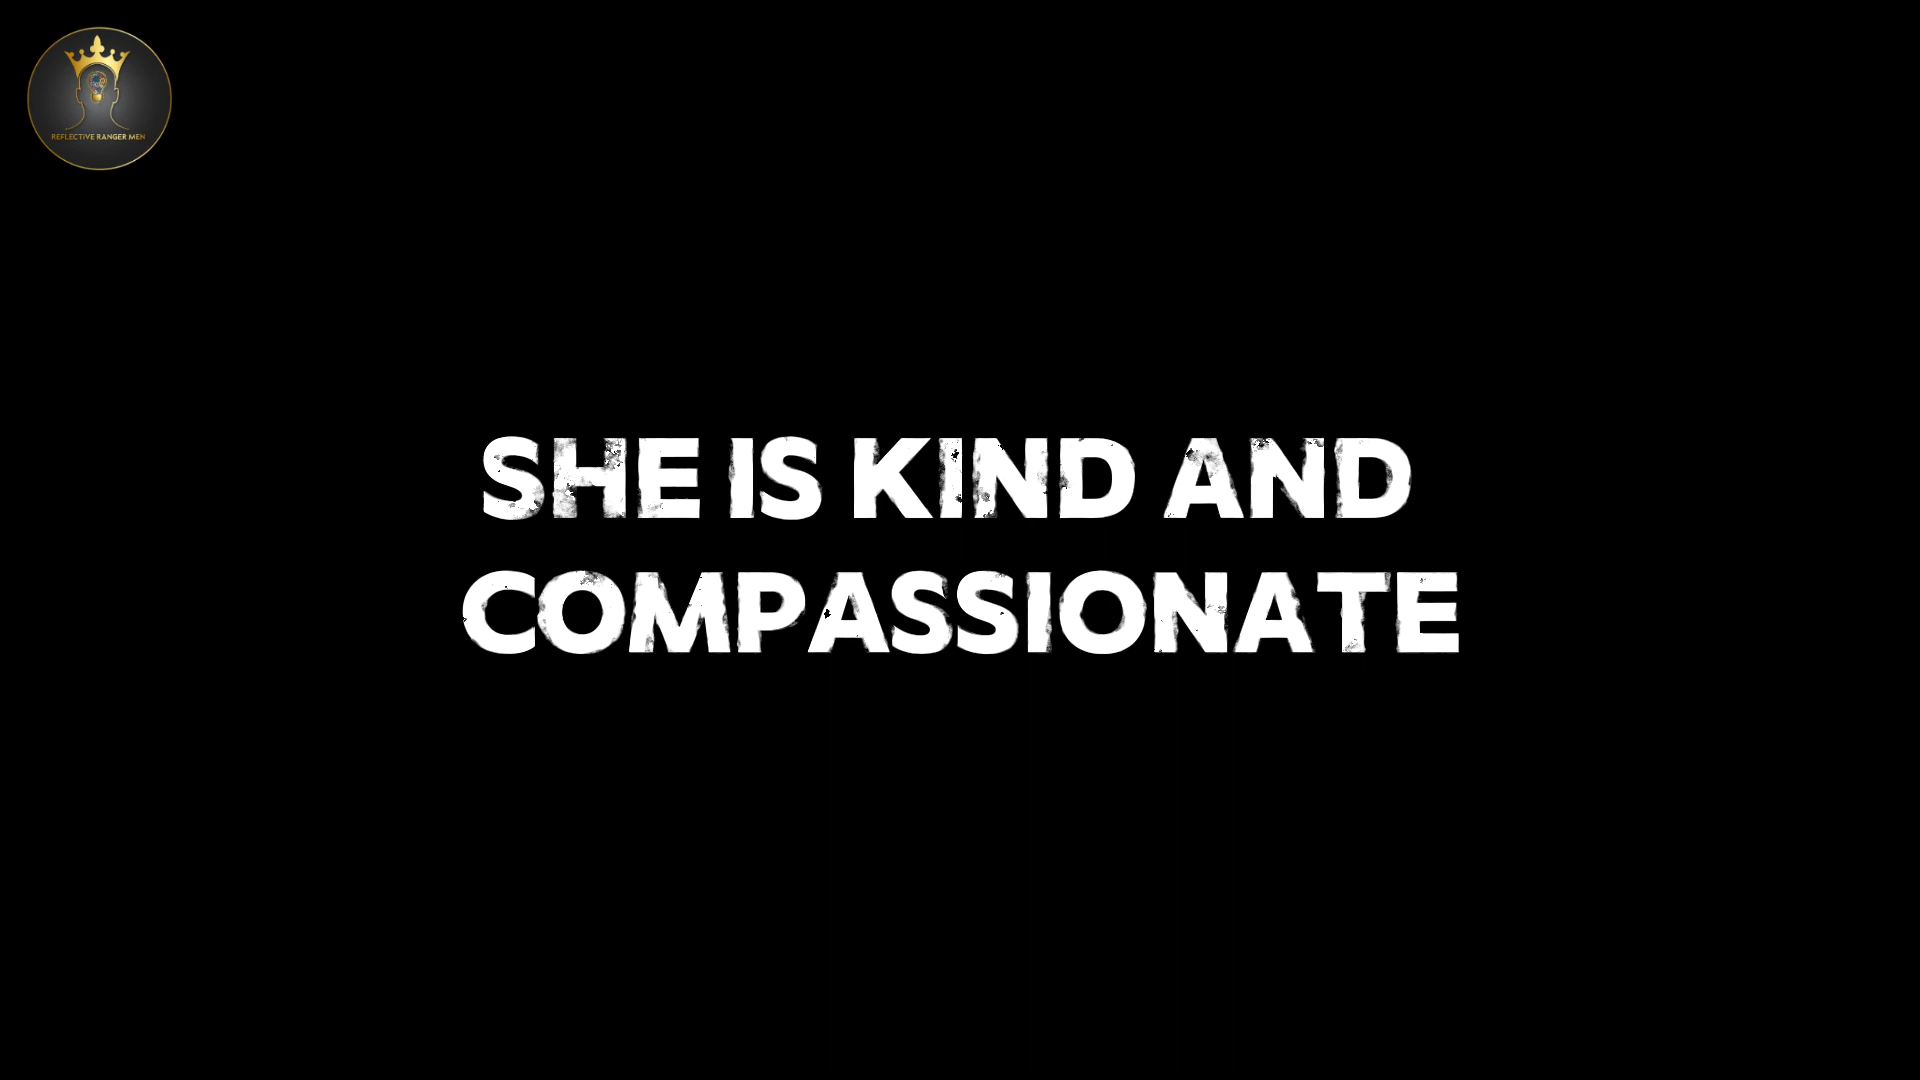 REFLECTIVE RANGER MEN
SHE IS KIND AND
COMPASSIONATE